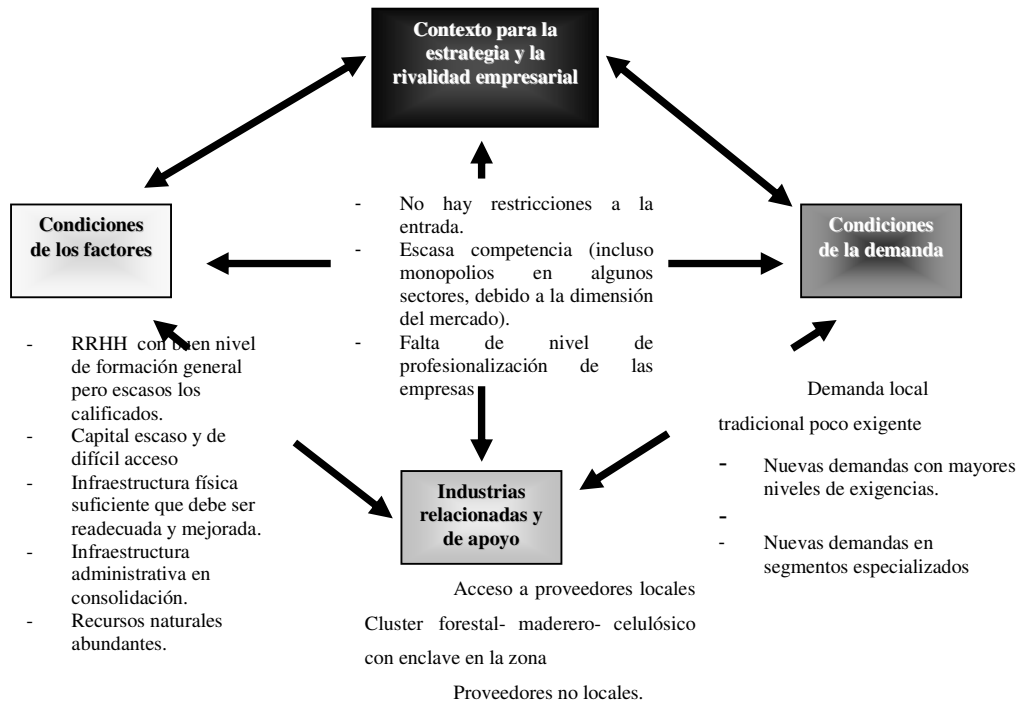 Contexto para la
estrategia y la
rivalidad empresarial
- No hay restricciones a la
entrada.
- Escasa competencia (incluso
monopolios en algunos
sectores, debido a la dimensión
del mercado).
- Falta de nivel de
profesionalización de las
empresas
Condiciones
de los factores
- RRHH con buen nivel
de formación general
pero escasos los
calificados.
- Capital escaso y de
difícil acceso
- Infraestructura física
suficiente que debe ser
readecuada y mejorada.
- Infraestructura
administrativa en
consolidación.
- Recursos naturales
abundantes.
Condiciones
de la demanda
Demanda local
tradicional poco exigente
- Nuevas demandas con mayores
niveles de exigencias.
-
- Nuevas demandas en
segmentos especializados
Industrias
relacionadas y
de apoyo
Acceso a proveedores locales
Cluster forestal- maderero- celulósico
con enclave en la zona
Proveedores no locales.